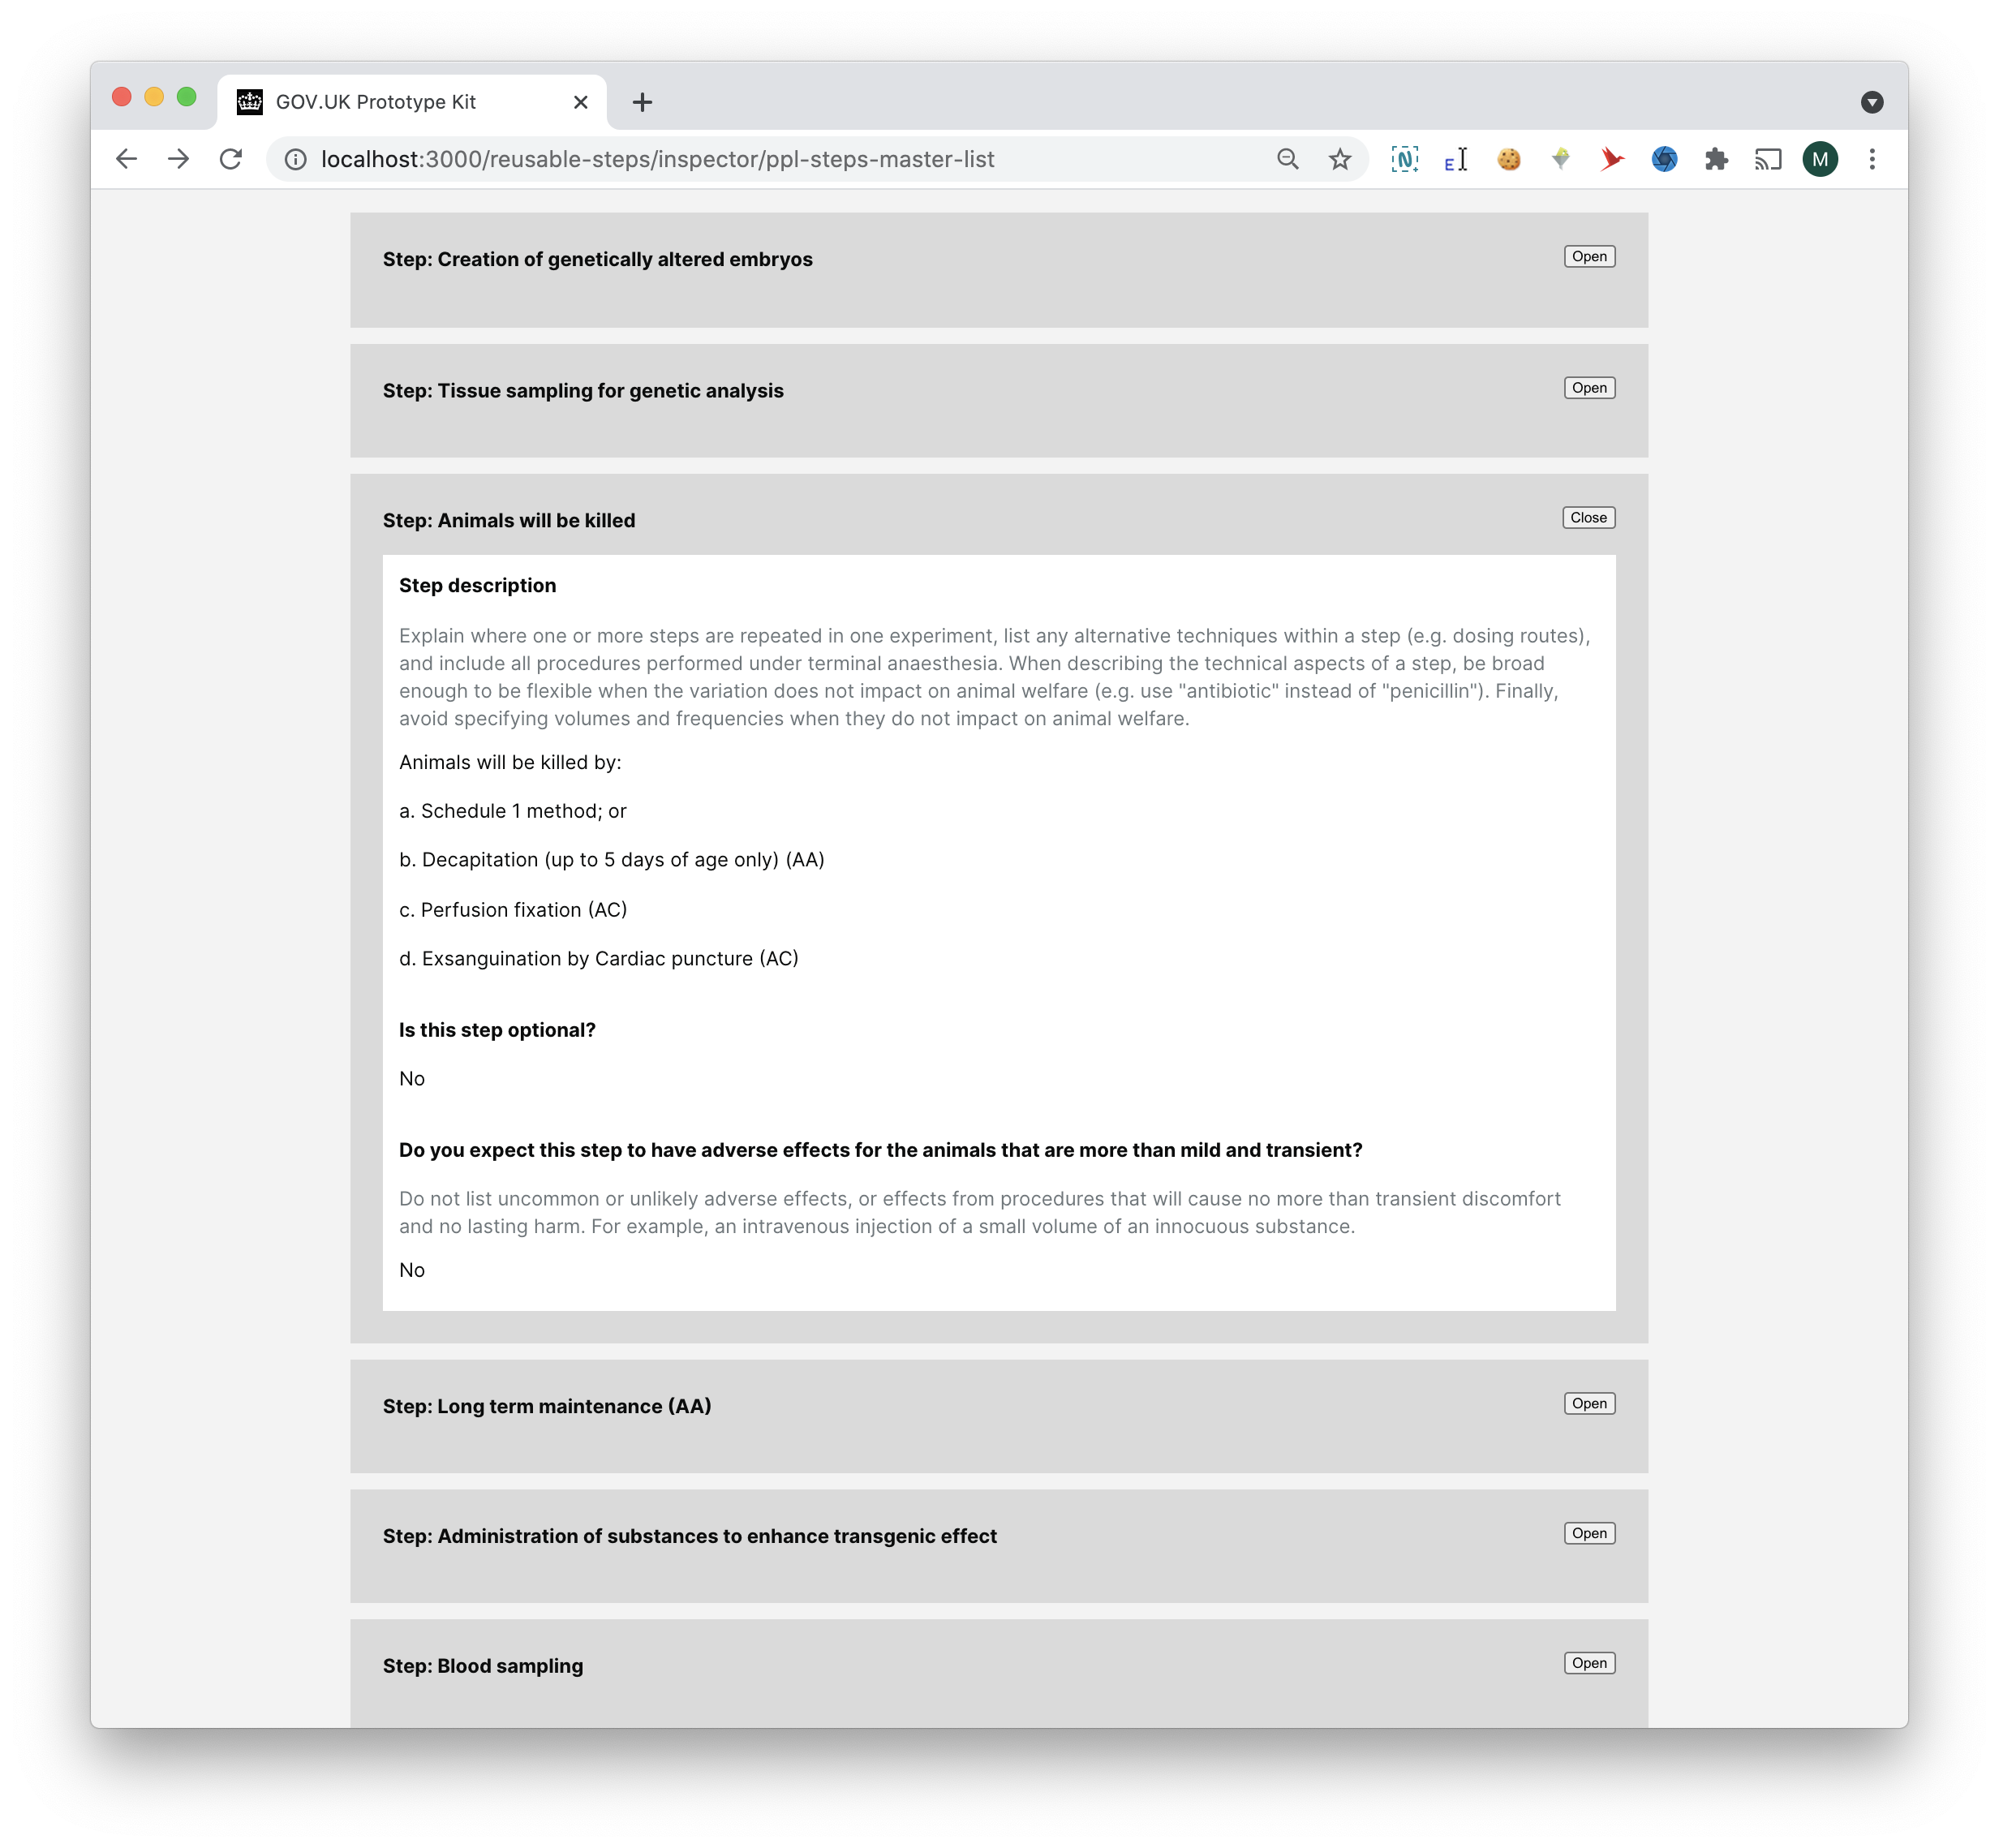 GOV.UK Prototype Kit
localhost:3000/reusable-steps/inspector/ppl-steps-master-list
M
Step: Creation of genetically altered embryos
Open
Step: Tissue sampling for genetic analysis
Open
Step: Animals will be killed
Close
Step description
Explain where one or more steps are repeated in one experiment, list any alternative techniques within a step (e.g. dosing routes),
and include all procedures performed under terminal anaesthesia. When describing the technical aspects of a step, be broad
enough to be flexible when the variation does not impact on animal welfare (e.g. use "antibiotic" instead of "penicillin"). Finally,
avoid specifying volumes and frequencies when they do not impact on animal welfare.
Animals will be killed by:
a. Schedule 1 method; or
b. Decapitation (up to 5 days of age only) (AA)
c. Perfusion fixation (AC)
d. Exsanguination by Cardiac puncture (AC)
Is this step optional?
No
Do you expect this step to have adverse effects for the animals that are more than mild and transient?
Do not list uncommon or unlikely adverse effects, or effects from procedures that will cause no more than transient discomfort
and no lasting harm. For example, an intravenous injection of a small volume of an innocuous substance.
No
Step: Long term maintenance (AA)
Open
Step: Administration of substances to enhance transgenic effect
Open
Step: Blood sampling
Open